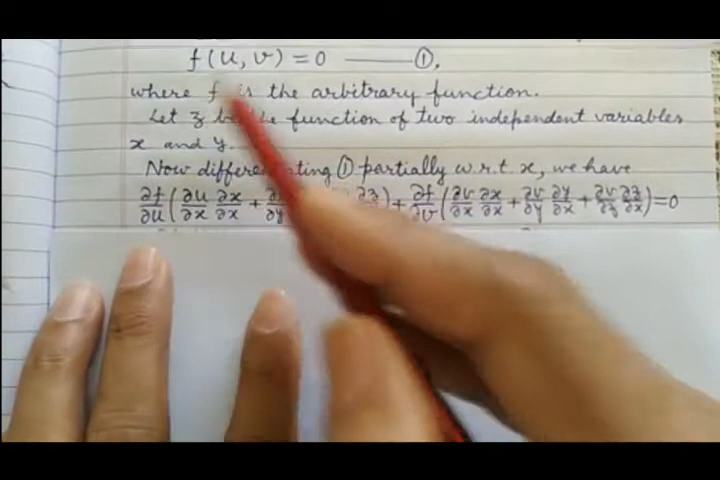 f(u, v) = 0 ——— ①.
where f is the arbitrary function.
Let z function of two independent variables
x and y.
Now ① partially w.r.t x, we have
∂f/∂u (∂u/∂x ∂x/∂x + ∂z/∂x) + ∂f/∂v (∂v/∂x ∂x/∂x + ∂v/∂y ∂y/∂x + ∂v/∂z ∂z/∂x) = 0